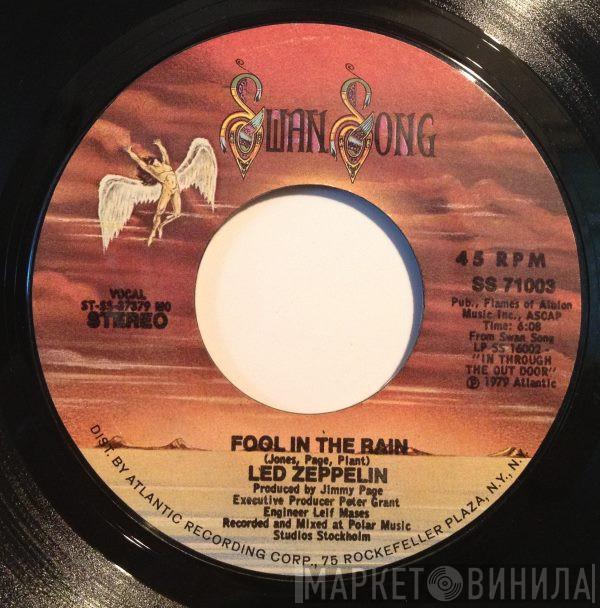 SWAN SONG
45 RPM
SS 71003
Pub., Flames of Albion
Music Inc., ASCAP
Time: 6:08
From Swan Song
LP SS 16002 -
"IN THROUGH
THE OUT DOOR"
℗ 1979 Atlantic
VOCAL
ST-SS-37379 MO
STEREO
FOOL IN THE RAIN
(Jones, Page, Plant)
LED ZEPPELIN
Produced by Jimmy Page
Executive Producer Peter Grant
Engineer Leif Mases
Recorded and Mixed at Polar Music
Studios Stockholm
DIST. BY ATLANTIC RECORDING CORP., 75 ROCKEFELLER PLAZA, N.Y., N.
МАРКЕТ ВИНИЛА